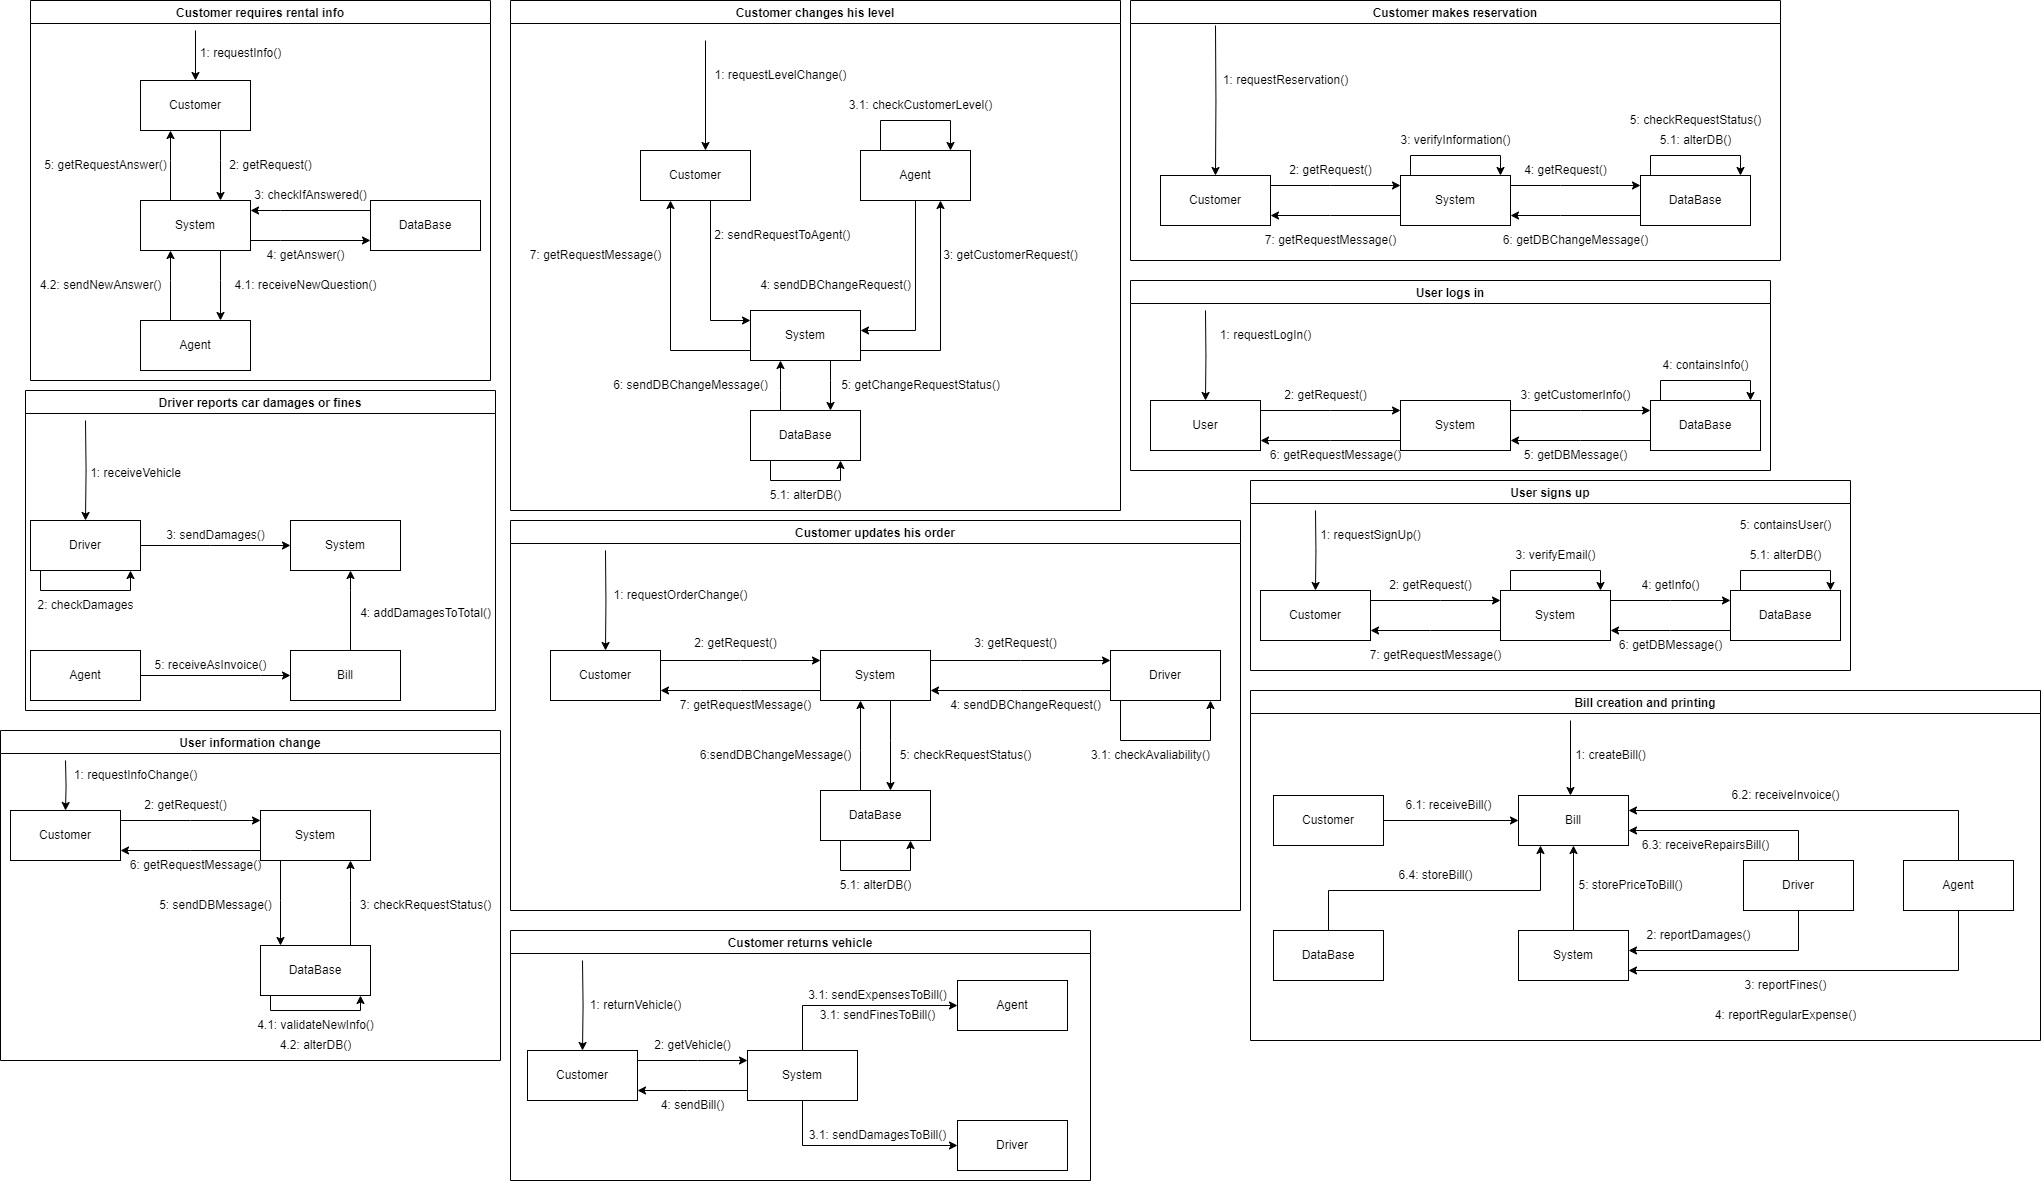 Customer requires rental info
1: requestInfo()
Customer
5: getRequestAnswer()
2: getRequest()
3: checkIfAnswered()
System
DataBase
4: getAnswer()
4.2: sendNewAnswer()
4.1: receiveNewQuestion()
Agent
Driver reports car damages or fines
1: receiveVehicle
Driver
3: sendDamages()
System
2: checkDamages
4: addDamagesToTotal()
Agent
5: receiveAsInvoice()
Bill
User information change
1: requestInfoChange()
2: getRequest()
Customer
System
6: getRequestMessage()
5: sendDBMessage()
3: checkRequestStatus()
DataBase
4.1: validateNewInfo()
4.2: alterDB()
Customer changes his level
1: requestLevelChange()
3.1: checkCustomerLevel()
Customer
Agent
2: sendRequestToAgent()
7: getRequestMessage()
3: getCustomerRequest()
4: sendDBChangeRequest()
System
6: sendDBChangeMessage()
5: getChangeRequestStatus()
DataBase
5.1: alterDB()
Customer updates his order
1: requestOrderChange()
2: getRequest()
3: getRequest()
Customer
System
Driver
7: getRequestMessage()
4: sendDBChangeRequest()
6:sendDBChangeMessage()
5: checkRequestStatus()
3.1: checkAvaliability()
DataBase
5.1: alterDB()
Customer returns vehicle
1: returnVehicle()
3.1: sendExpensesToBill()
3.1: sendFinesToBill()
Agent
2: getVehicle()
Customer
System
4: sendBill()
3.1: sendDamagesToBill()
Driver
Customer makes reservation
1: requestReservation()
5: checkRequestStatus()
3: verifyInformation()
5.1: alterDB()
2: getRequest()
4: getRequest()
Customer
System
DataBase
7: getRequestMessage()
6: getDBChangeMessage()
User logs in
1: requestLogIn()
4: containsInfo()
2: getRequest()
3: getCustomerInfo()
User
System
DataBase
6: getRequestMessage()
5: getDBMessage()
User signs up
1: requestSignUp()
5: containsUser()
3: verifyEmail()
5.1: alterDB()
2: getRequest()
4: getInfo()
Customer
System
DataBase
7: getRequestMessage()
6: getDBMessage()
Bill creation and printing
1: createBill()
6.2: receiveInvoice()
6.1: receiveBill()
Customer
Bill
6.3: receiveRepairsBill()
6.4: storeBill()
5: storePriceToBill()
Driver
Agent
2: reportDamages()
DataBase
System
3: reportFines()
4: reportRegularExpense()